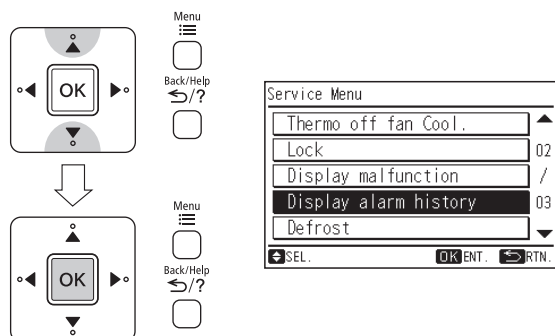 Menu
OK
Back/Help
/?
Menu
OK
Back/Help
/?
Service Menu
Thermo off fan Cool.
Lock
02
Display malfunction
/
Display alarm history
03
Defrost
SEL. OK ENT. RTN.